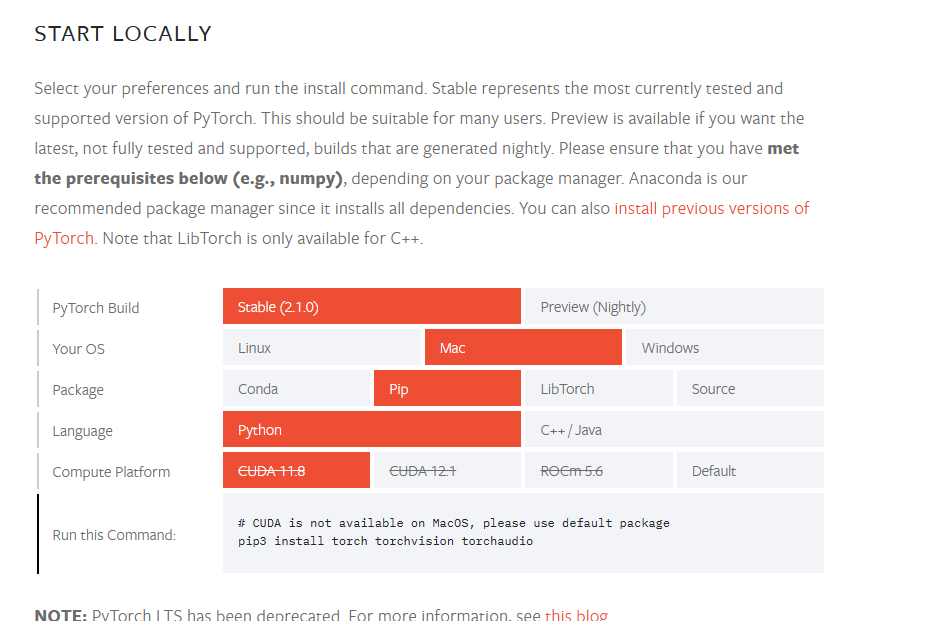 START LOCALLY
Select your preferences and run the install command. Stable represents the most currently tested and
supported version of PyTorch. This should be suitable for many users. Preview is available if you want the
latest, not fully tested and supported, builds that are generated nightly. Please ensure that you have met
the prerequisites below (e.g., numpy), depending on your package manager. Anaconda is our
recommended package manager since it installs all dependencies. You can also install previous versions of
PyTorch. Note that LibTorch is only available for C++.
PyTorch Build Stable (2.1.0) Preview (Nightly)
Your OS Linux Mac Windows
Package Conda Pip LibTorch Source
Language Python C++ / Java
Compute Platform CUDA 11.8 CUDA 12.1 ROCm 5.6 Default
Run this Command:
# CUDA is not available on MacOS, please use default package
pip3 install torch torchvision torchaudio
NOTE: PyTorch LTS has been deprecated. For more information, see this blog